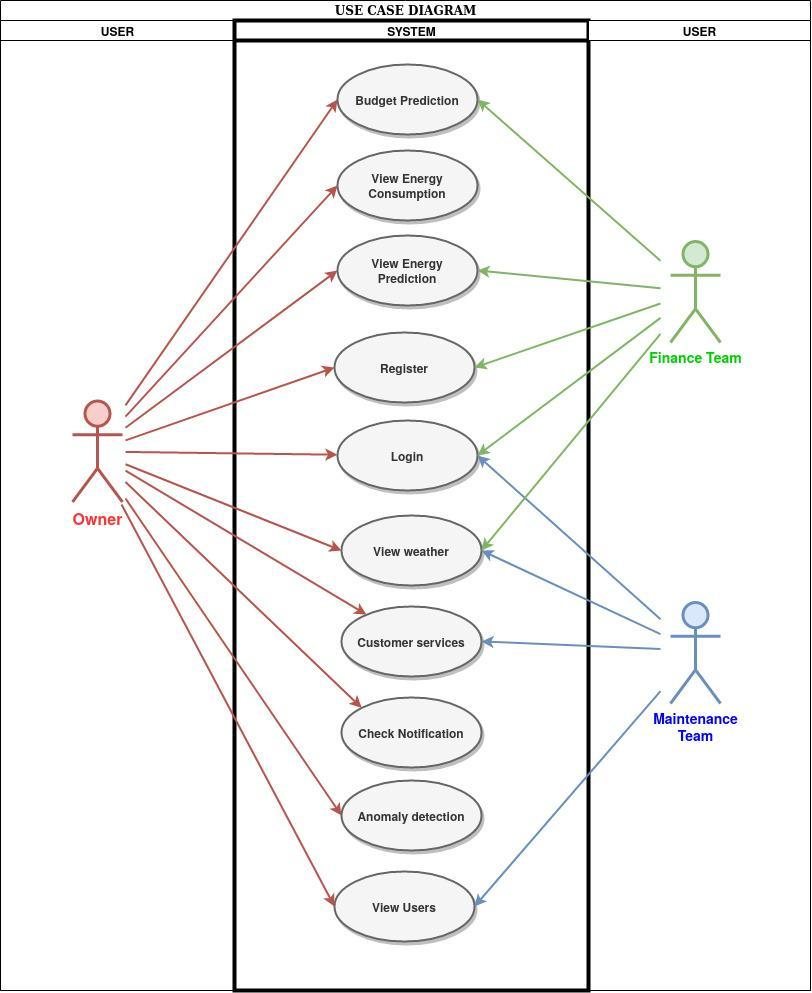 USE CASE DIAGRAM
USER
SYSTEM
USER
Budget Prediction
View Energy
Consumption
View Energy
Prediction
Register
Login
View weather
Customer services
Check Notification
Anomaly detection
View Users
Owner
Finance Team
Maintenance
Team